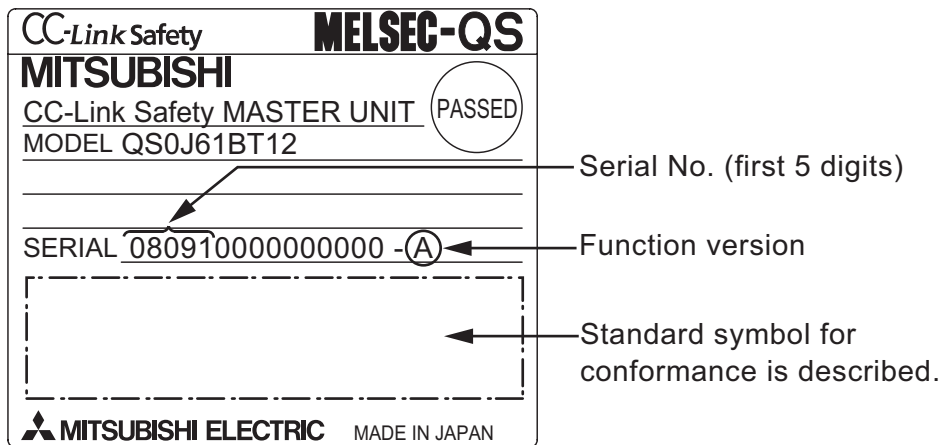 CC-Link Safety MELSEC-QS
MITSUBISHI
CC-Link Safety MASTER UNIT PASSED
MODEL QS0J61BT12
Serial No. (first 5 digits)
SERIAL 080910000000000 -A
Function version
Standard symbol for
conformance is described.
MITSUBISHI ELECTRIC MADE IN JAPAN